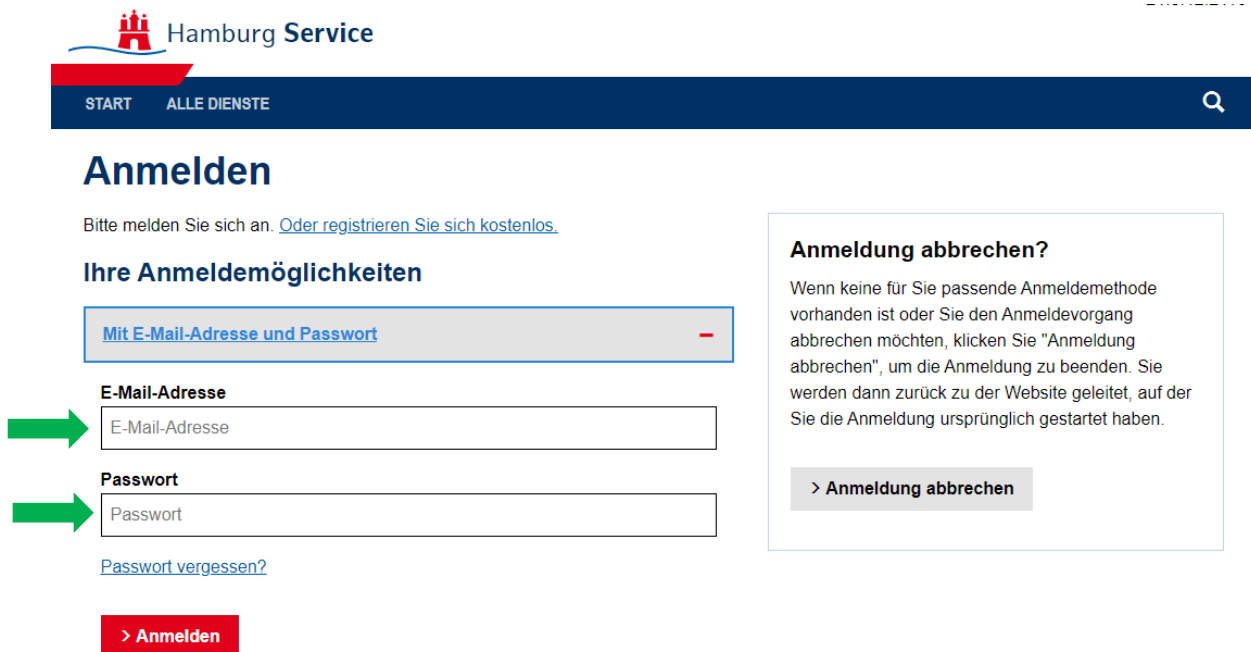 Hamburg Service
START ALLE DIENSTE
Anmelden
Bitte melden Sie sich an. Oder registrieren Sie sich kostenlos.
Ihre Anmeldemöglichkeiten
Mit E-Mail-Adresse und Passwort
E-Mail-Adresse
E-Mail-Adresse
Passwort
Passwort
Passwort vergessen?
> Anmelden
Anmeldung abbrechen?
Wenn keine für Sie passende Anmeldemethode
vorhanden ist oder Sie den Anmeldevorgang
abbrechen möchten, klicken Sie "Anmeldung
abbrechen", um die Anmeldung zu beenden. Sie
werden dann zurück zu der Website geleitet, auf der
Sie die Anmeldung ursprünglich gestartet haben.
> Anmeldung abbrechen